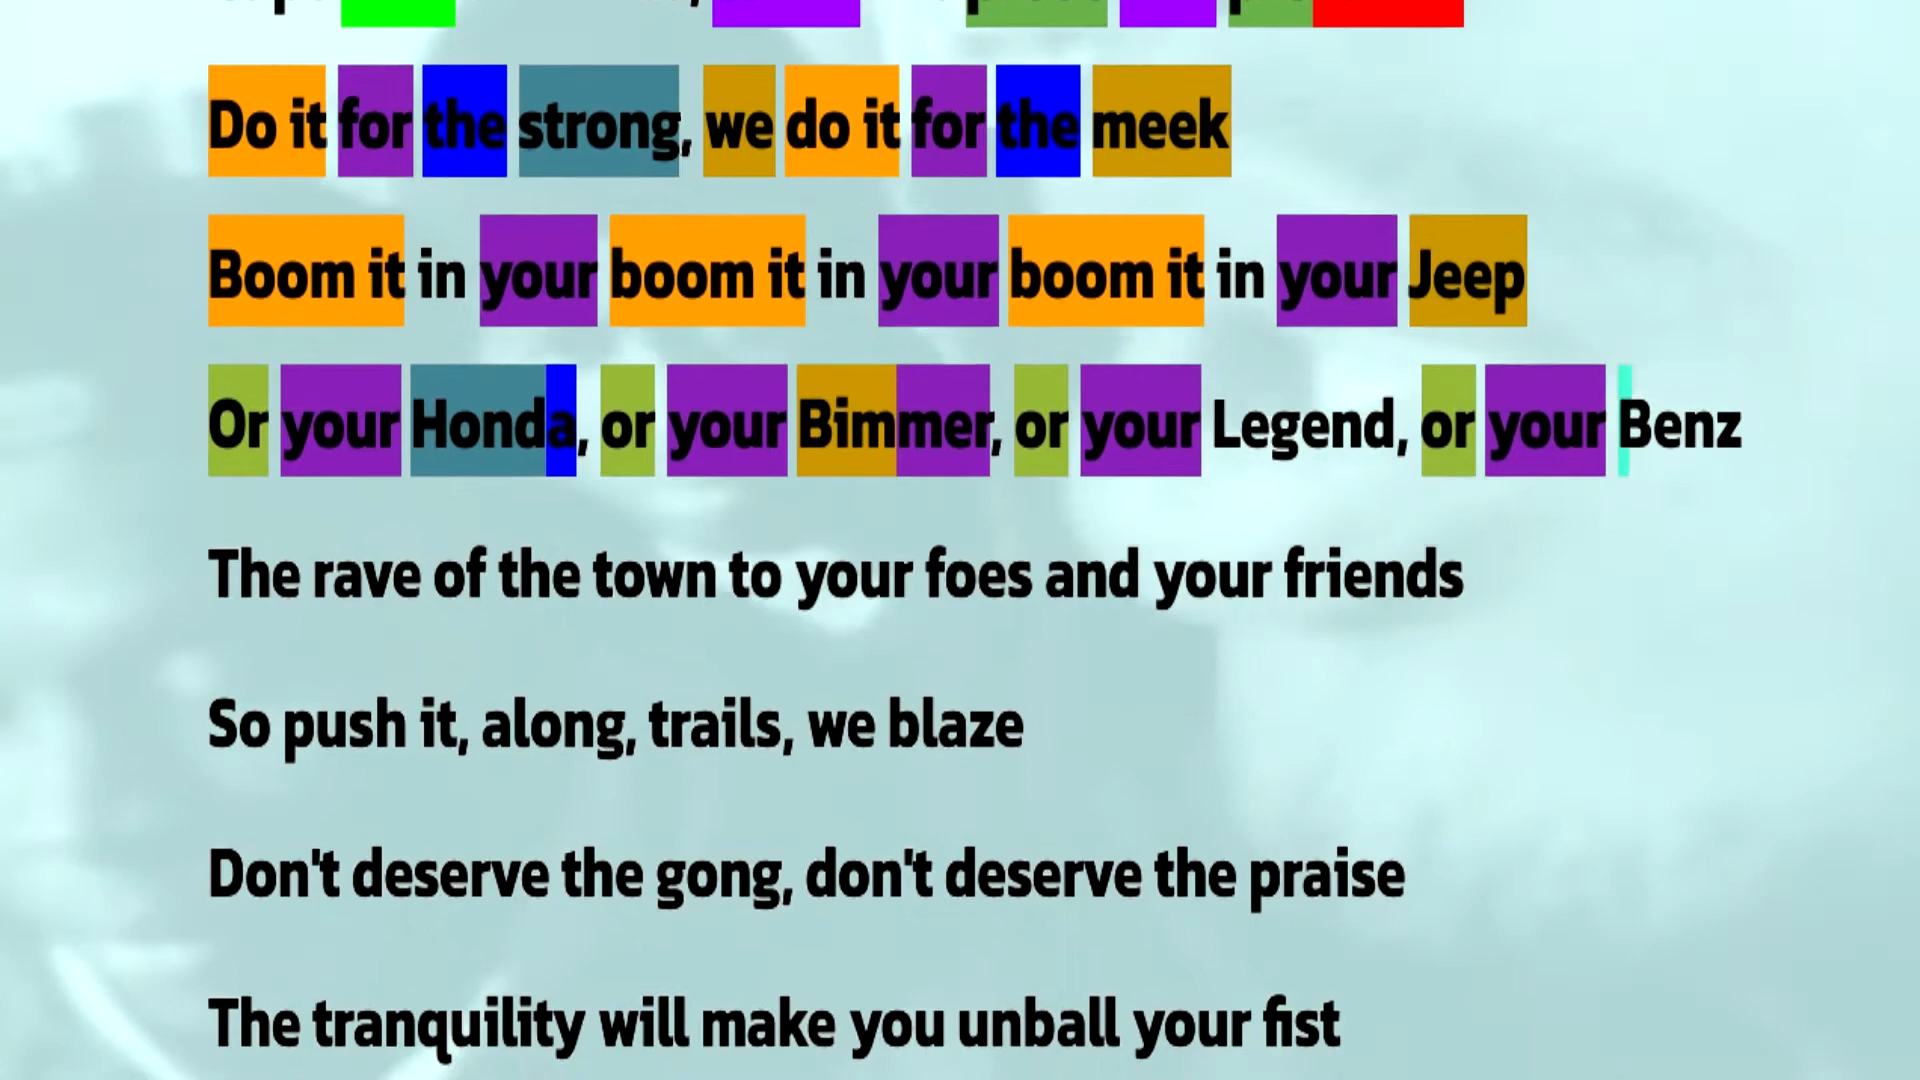 Do it for the strong, we do it for the meek
Boom it in your boom it in your boom it in your Jeep
Or your Honda, or your Bimmer, or your Legend, or your Benz
The rave of the town to your foes and your friends
So push it, along, trails, we blaze
Don't deserve the gong, don't deserve the praise
The tranquility will make you unball your fist